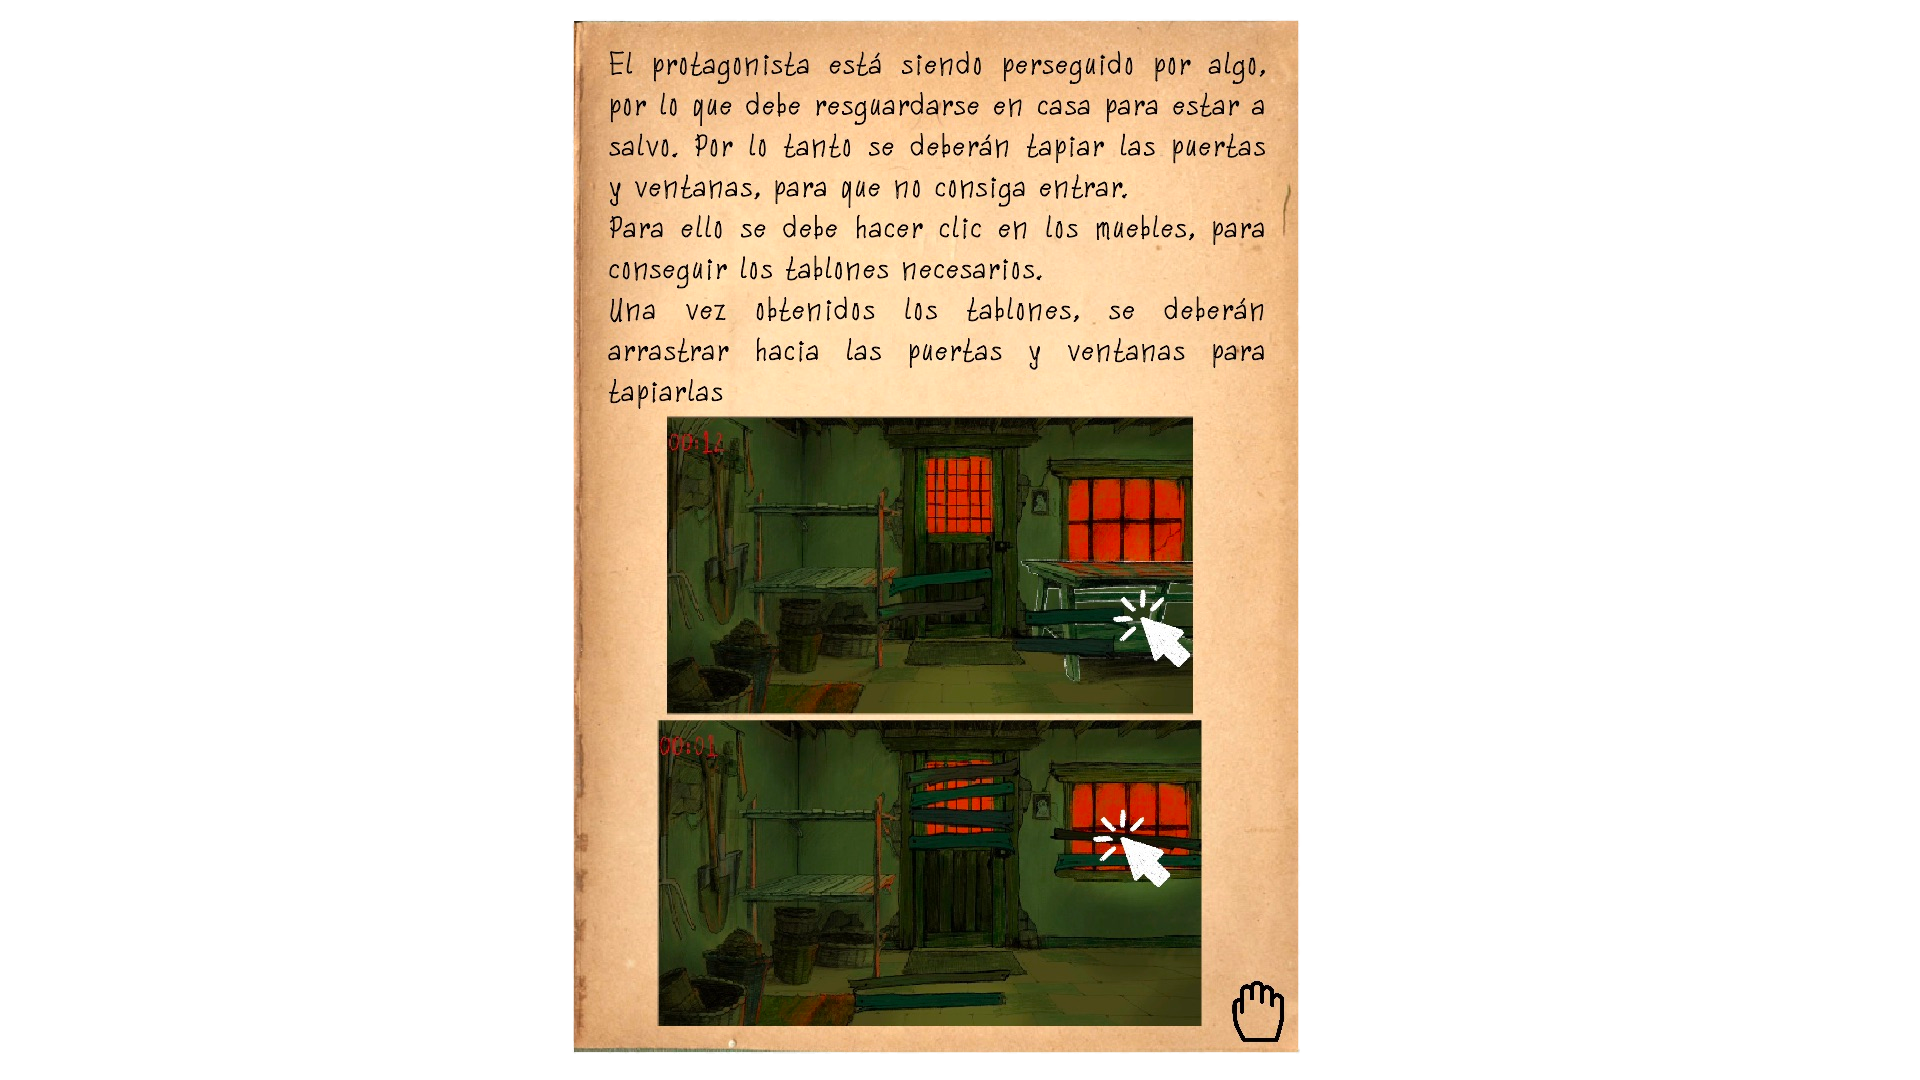 El protagonista está siendo perseguido por algo,
por lo que debe resguardarse en casa para estar a
salvo. Por lo tanto se deberán tapiar las puertas
y ventanas, para que no consiga entrar.
Para ello se debe hacer clic en los muebles, para
conseguir los tablones necesarios.
Una vez obtenidos los tablones, se deberán
arrastrar hacia las puertas y ventanas para
tapiarlas
00:12
00:01